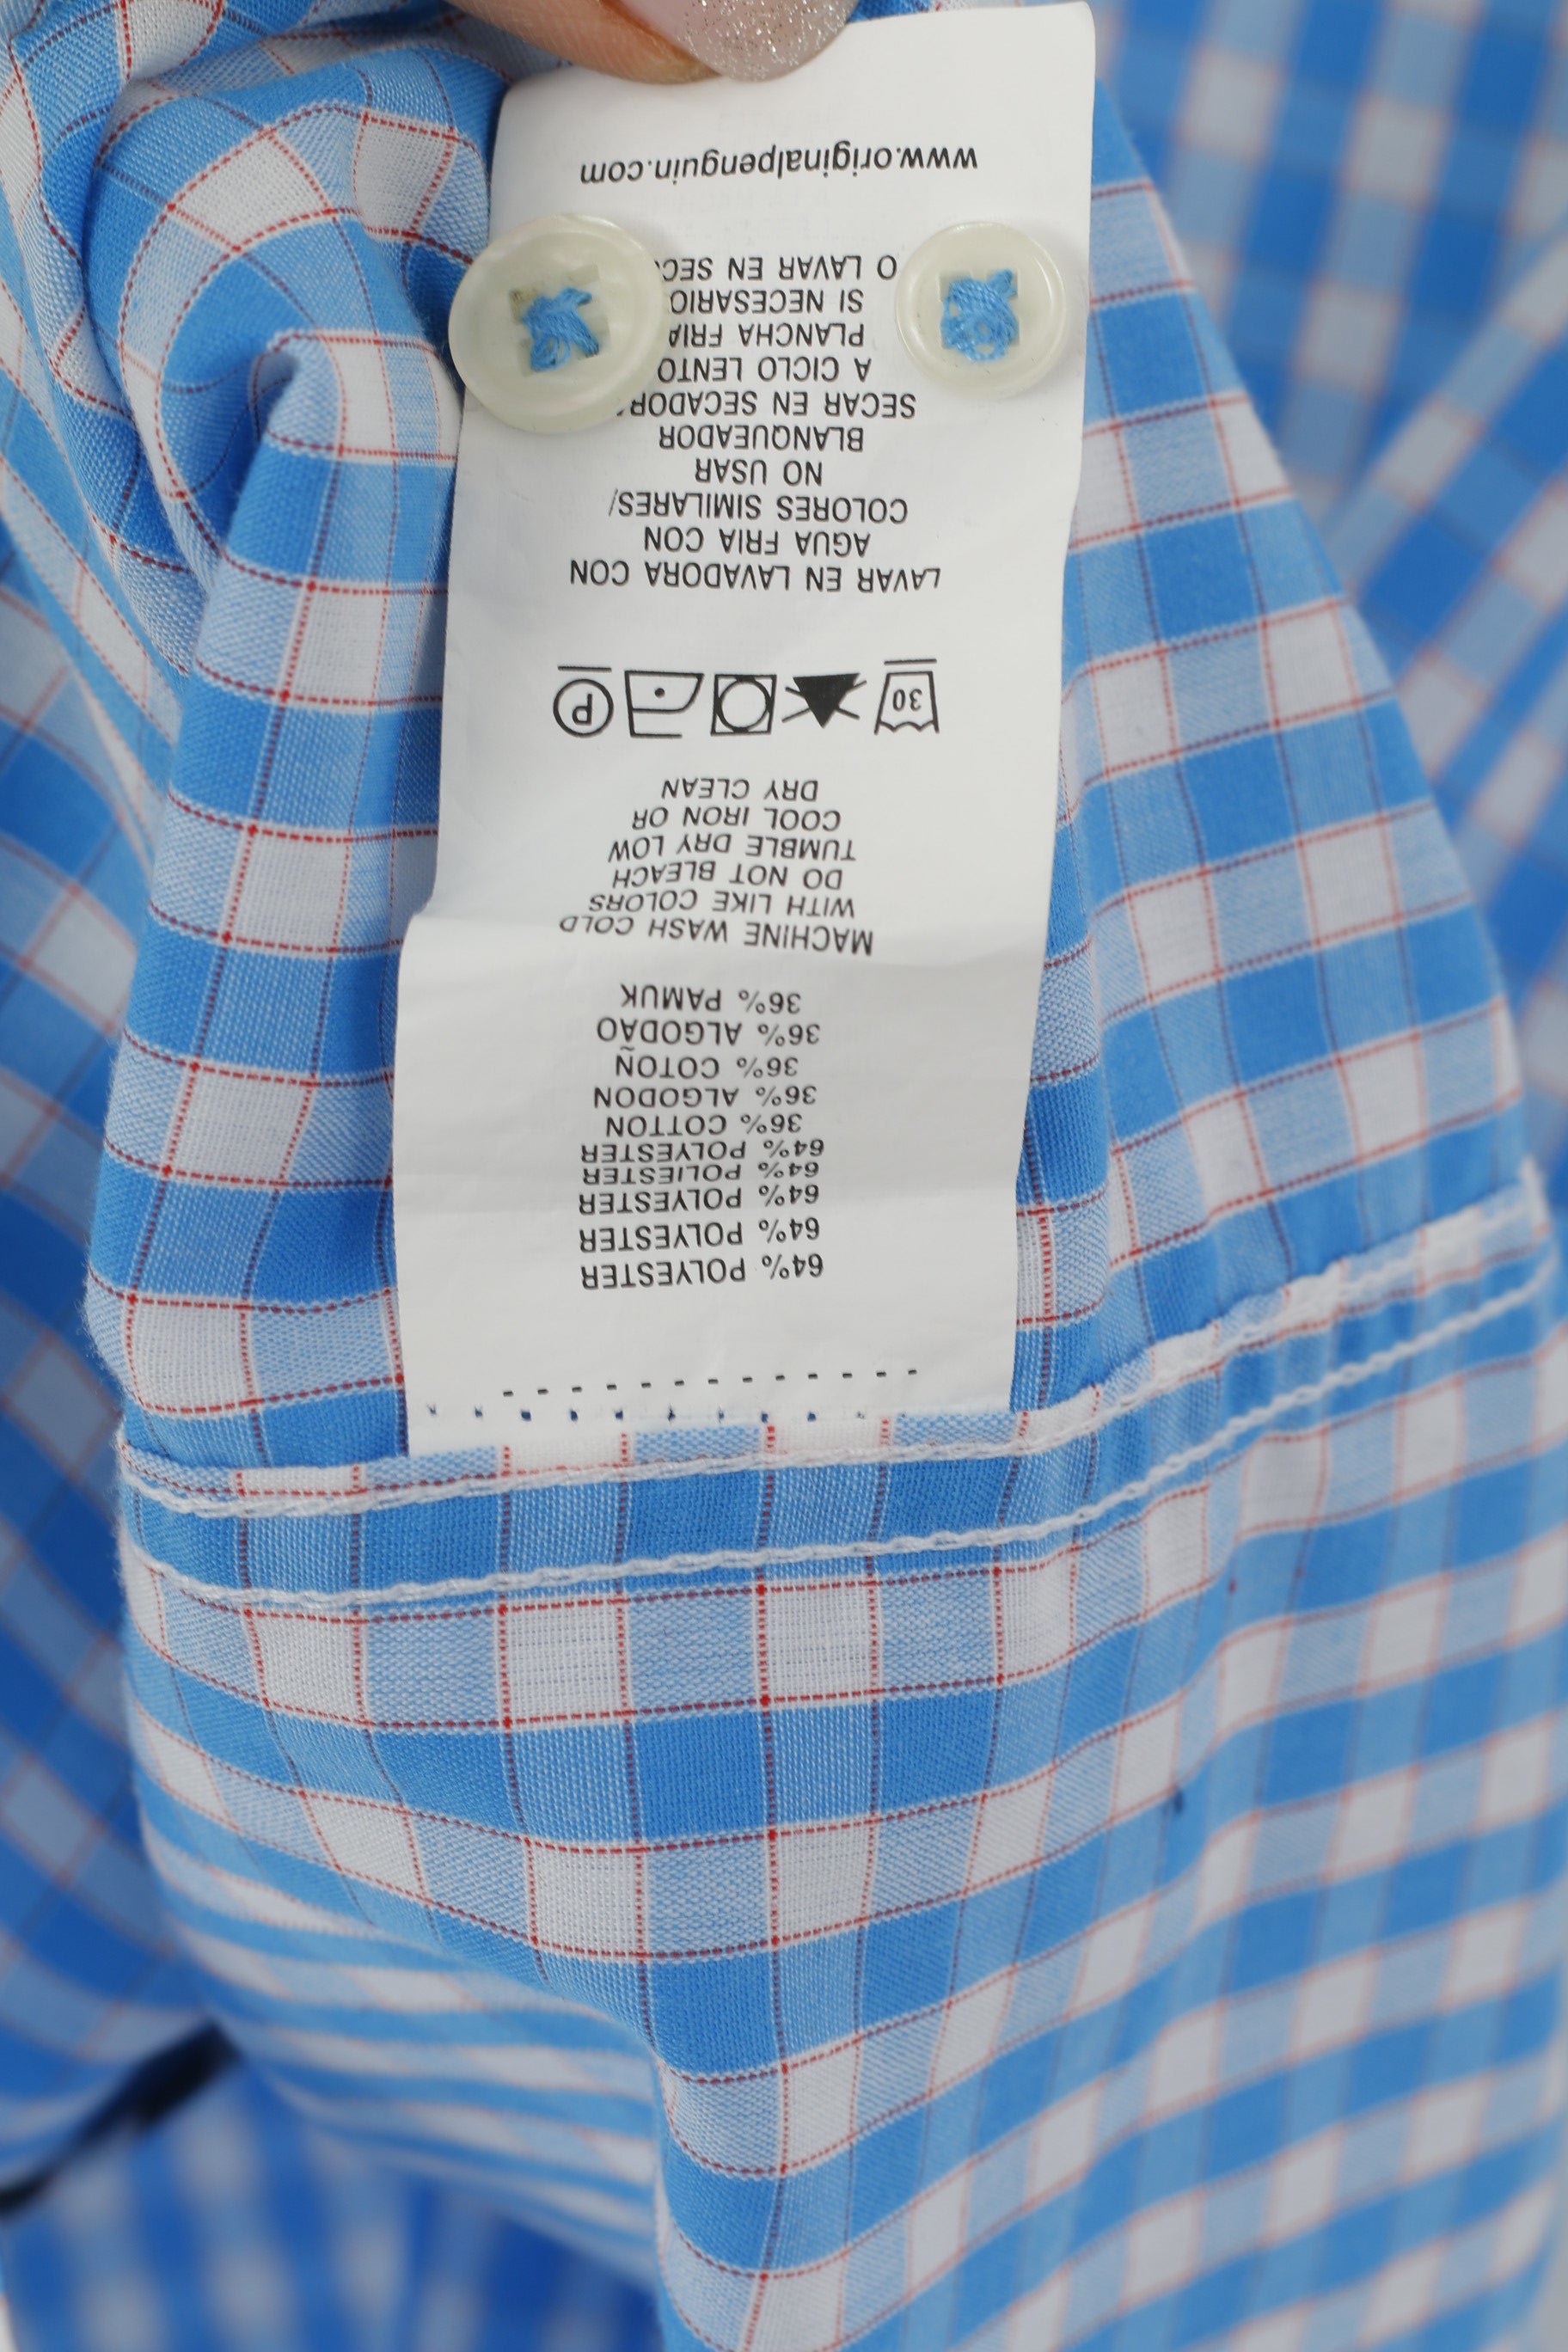 64% POLYESTER
64% POLYESTER
64% POLYESTER
64% POLIESTER
64% POLYESTER
36% COTTON
36% ALGODON
36% COTON
36% ALGODÃO
36% PAMUK
MACHINE WASH COLD
WITH LIKE COLORS
DO NOT BLEACH
TUMBLE DRY LOW
COOL IRON OR
DRY CLEAN
30 P
LAVAR EN LAVADORA CON
AGUA FRIA CON
COLORES SIMILARES/
NO USAR
BLANQUEADOR
SECAR EN SECADORA
A CICLO LENTO
PLANCHA FRIA
SI NECESARIO
O LAVAR EN SECO
www.originalpenguin.com